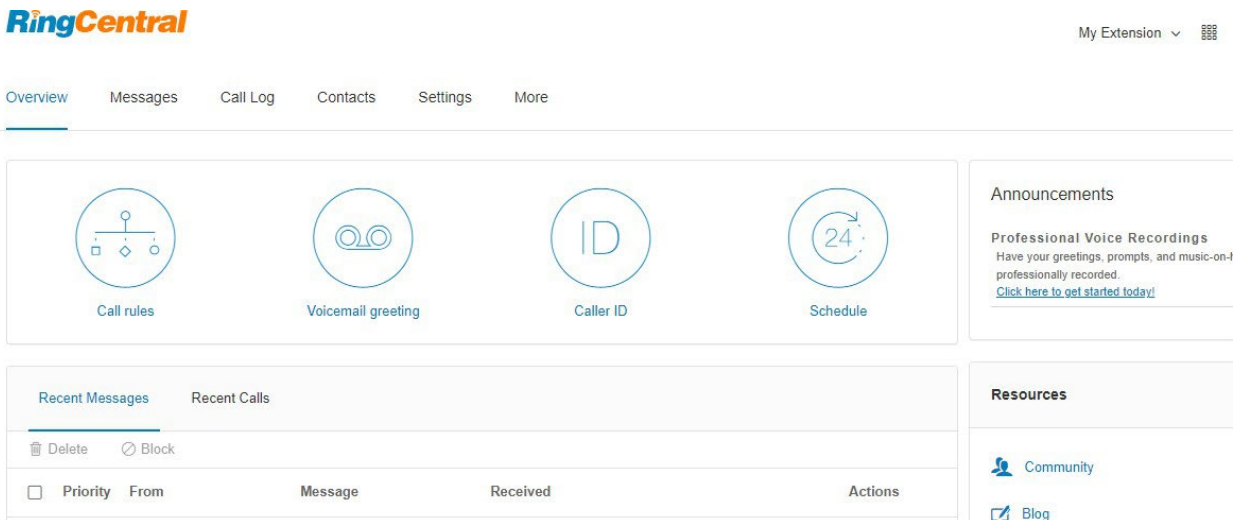 RingCentral
My Extension
Overview Messages Call Log Contacts Settings More
24
ID
Call rules Voicemail greeting Caller ID Schedule
Announcements
Professional Voice Recordings
Have your greetings, prompts, and music-on-h
professionally recorded.
Click here to get started today!
Recent Messages Recent Calls
Delete Block
Priority From Message Received Actions
Resources
Community
Blog